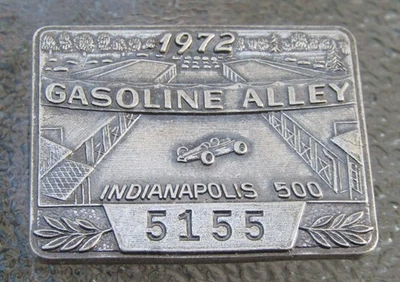 1972
GASOLINE ALLEY
INDIANAPOLIS 500
5155